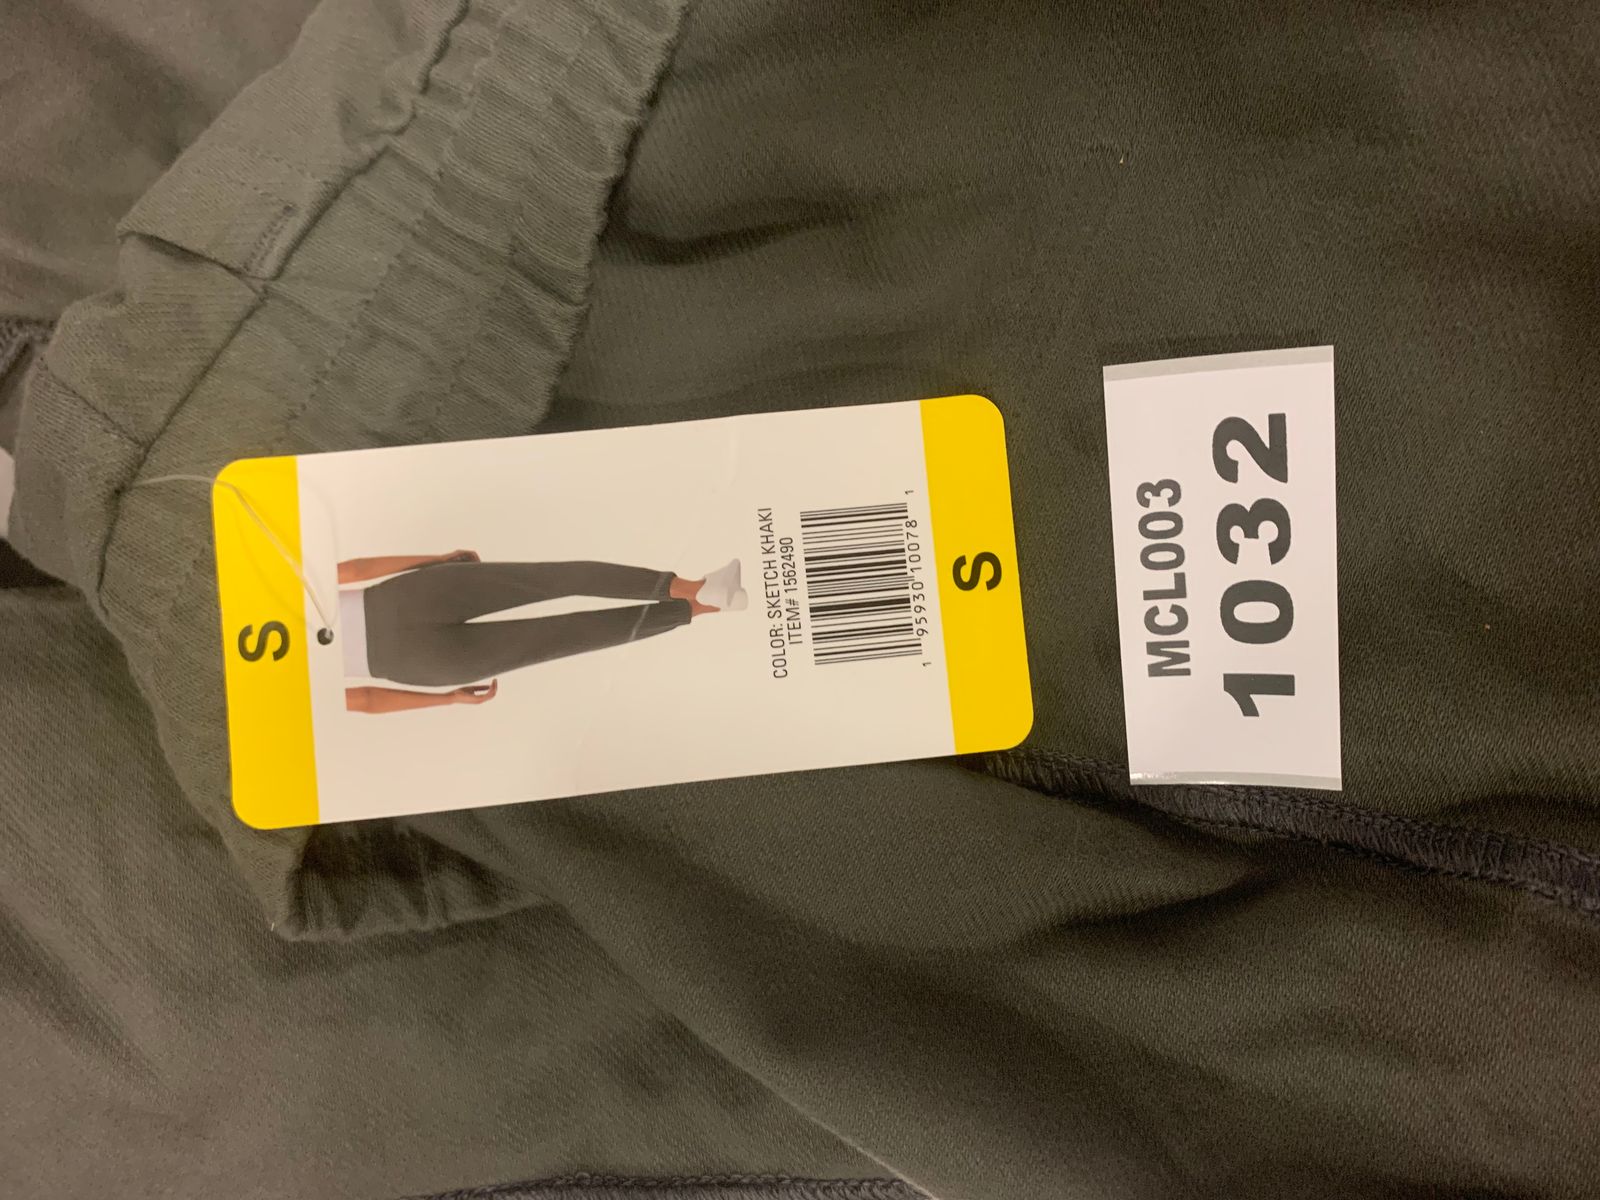 S
COLOR: SKETCH KHAKI
ITEM# 1562490
1 95930 10078 1
S
MCL003
1032